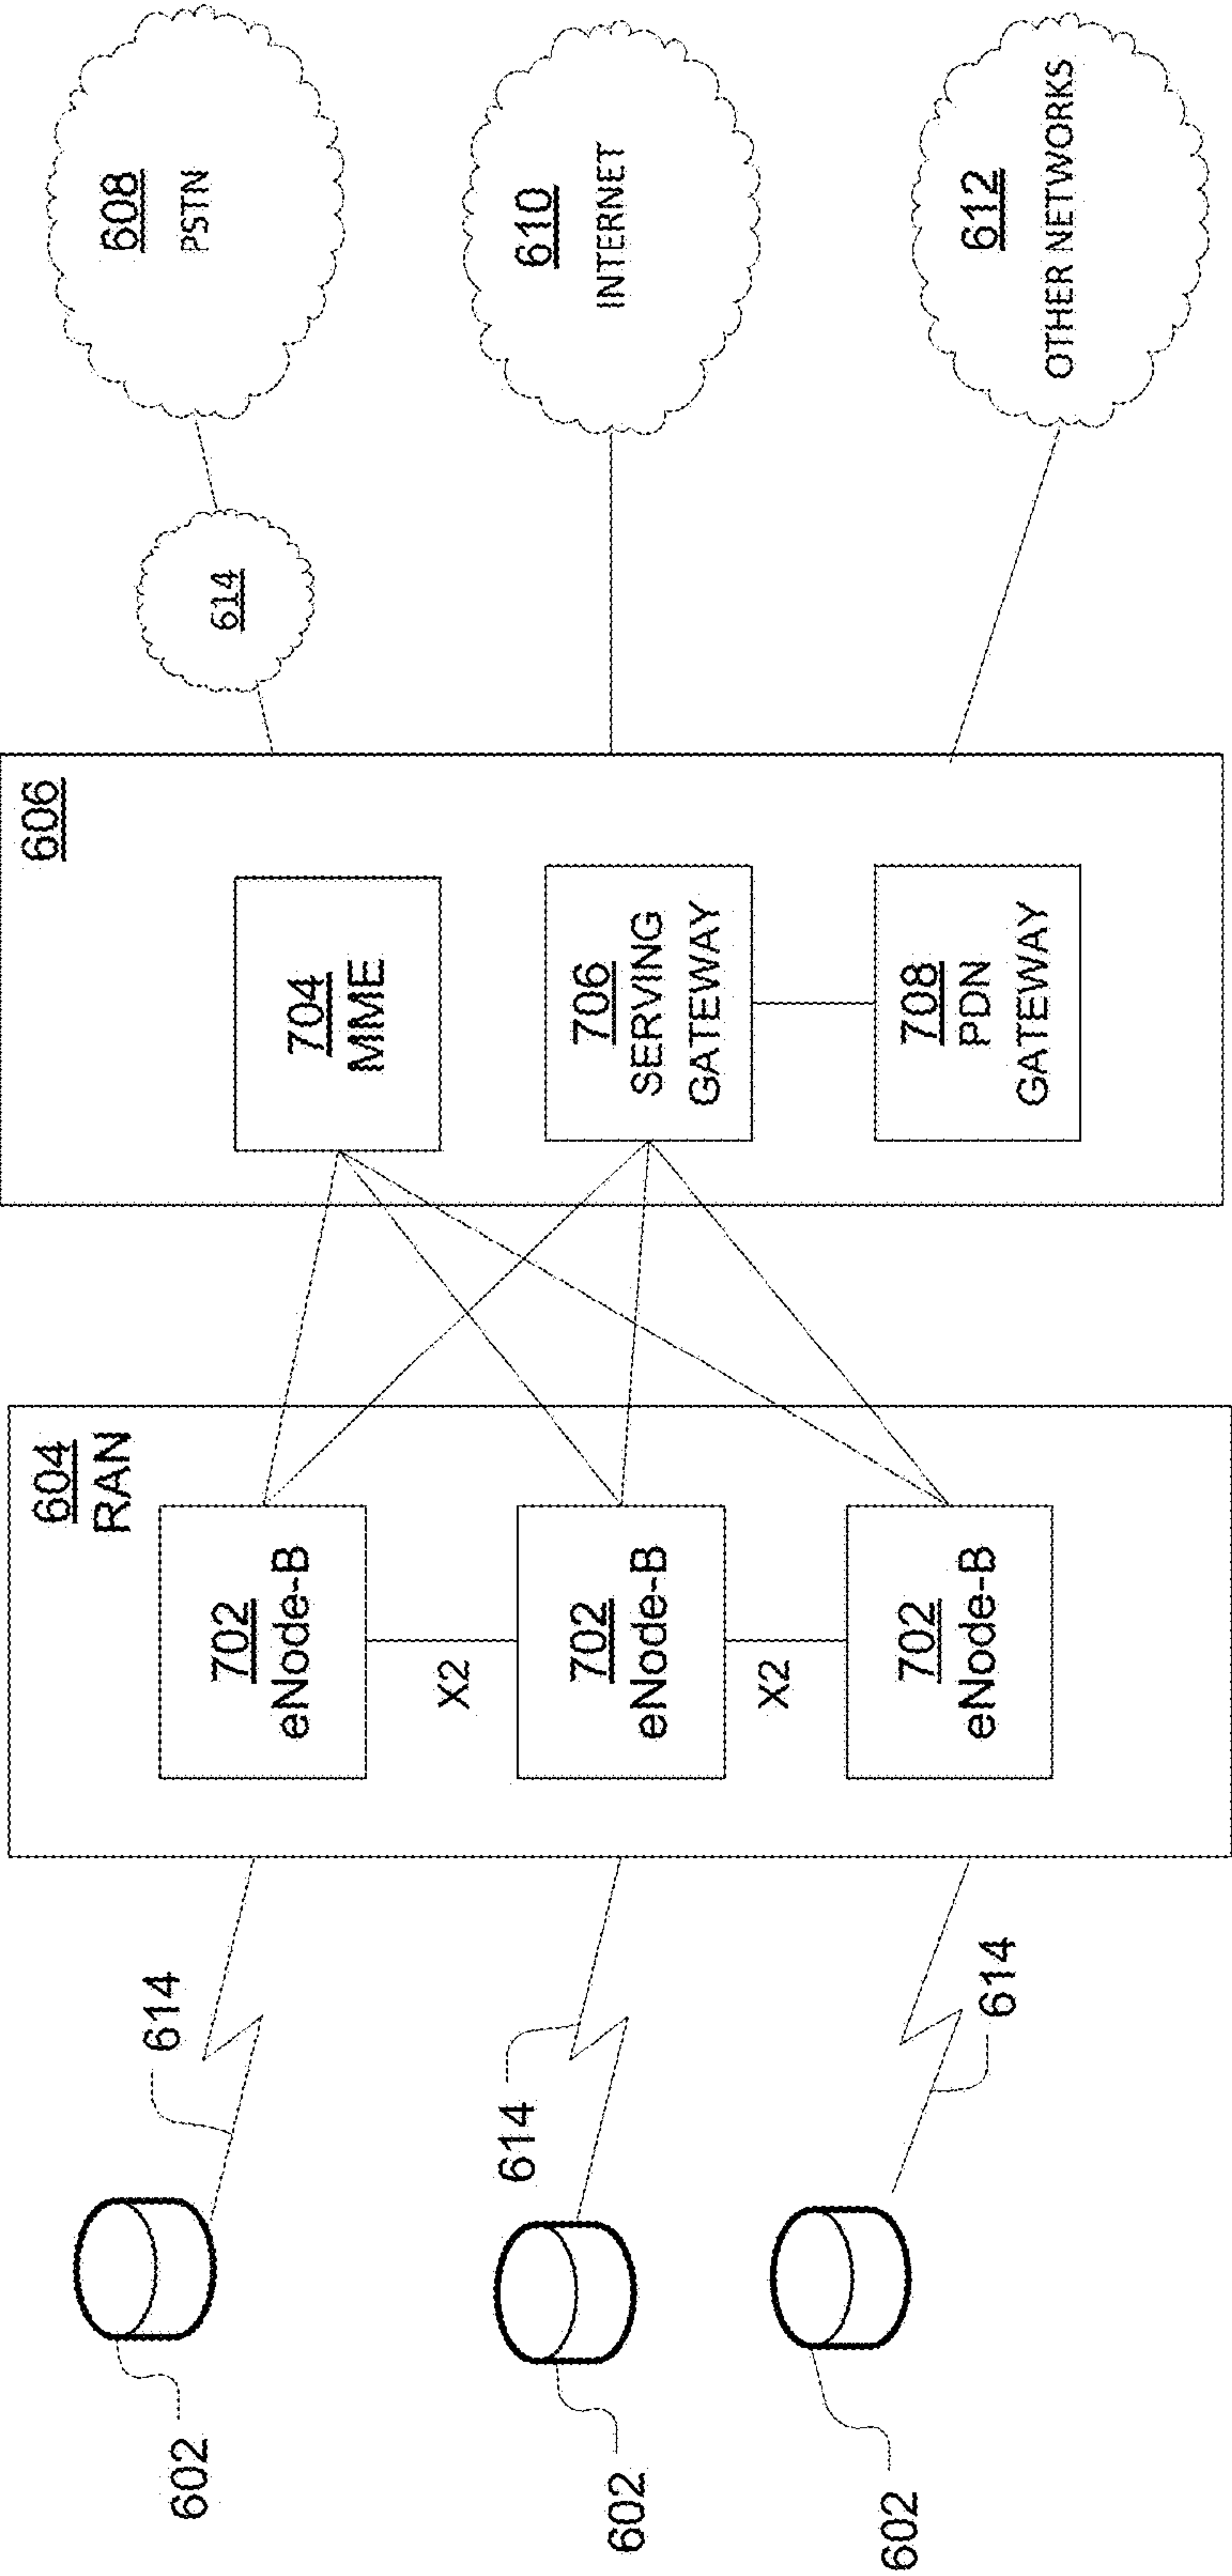 602
602
602
614
614
614
604
RAN
702
eNode-B
X2
702
eNode-B
X2
702
eNode-B
606
704
MME
706
SERVING
GATEWAY
708
PDN
GATEWAY
614
608
PSTN
610
INTERNET
612
OTHER NETWORKS